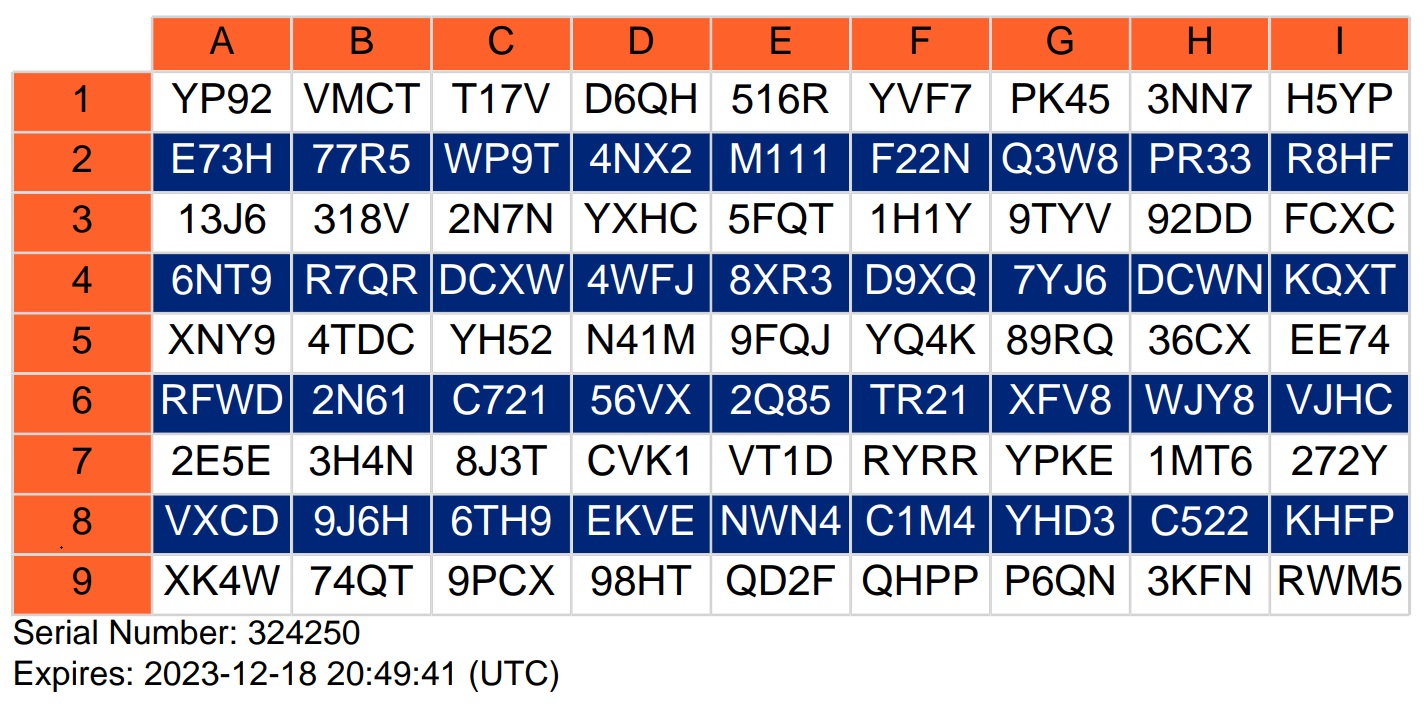 A B C D E F G H I
1 YP92 VMCT T17V D6QH 516R YVF7 PK45 3NN7 H5YP
2 E73H 77R5 WP9T 4NX2 M111 F22N Q3W8 PR33 R8HF
3 13J6 318V 2N7N YXHC 5FQT 1H1Y 9TYV 92DD FCXC
4 6NT9 R7QR DCXW 4WFJ 8XR3 D9XQ 7YJ6 DCWN KQXT
5 XNY9 4TDC YH52 N41M 9FQJ YQ4K 89RQ 36CX EE74
6 RFWD 2N61 C721 56VX 2Q85 TR21 XFV8 WJY8 VJHC
7 2E5E 3H4N 8J3T CVK1 VT1D RYRR YPKE 1MT6 272Y
8 VXCD 9J6H 6TH9 EKVE NWN4 C1M4 YHD3 C522 KHFP
9 XK4W 74QT 9PCX 98HT QD2F QHPP P6QN 3KFN RWM5
Serial Number: 324250
Expires: 2023-12-18 20:49:41 (UTC)